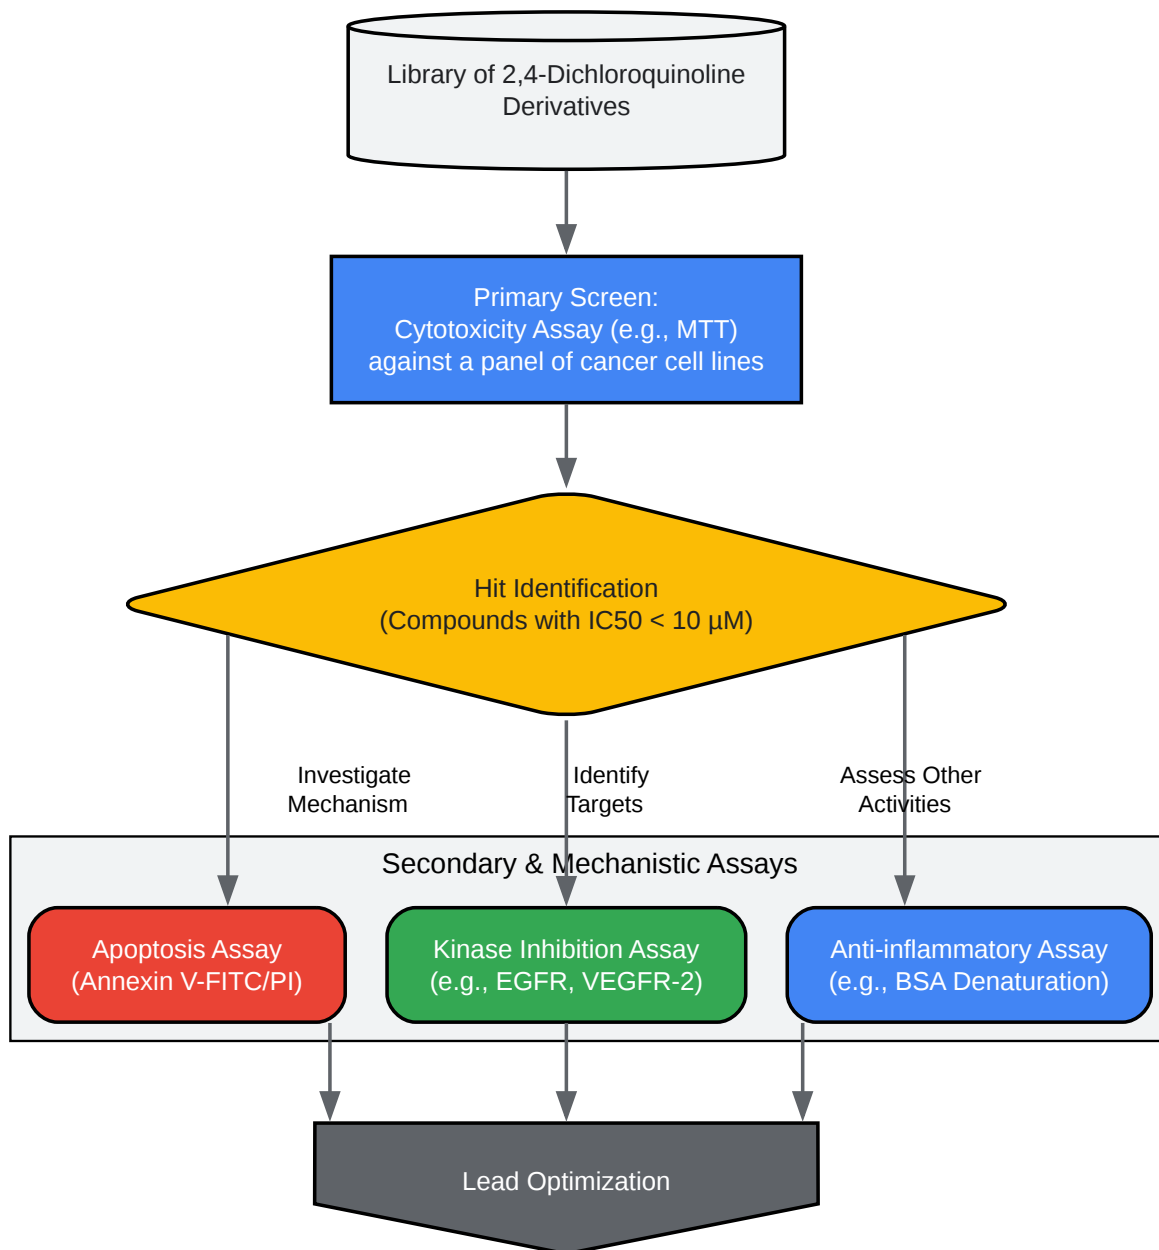 Library of 2,4-Dichloroquinoline
Derivatives
Primary Screen:
Cytotoxicity Assay (e.g., MTT)
against a panel of cancer cell lines
Hit Identification
(Compounds with IC50 < 10 µM)
Investigate
Mechanism
Identify
Targets
Assess Other
Activities
Secondary & Mechanistic Assays
Apoptosis Assay
(Annexin V-FITC/PI)
Kinase Inhibition Assay
(e.g., EGFR, VEGFR-2)
Anti-inflammatory Assay
(e.g., BSA Denaturation)
Lead Optimization